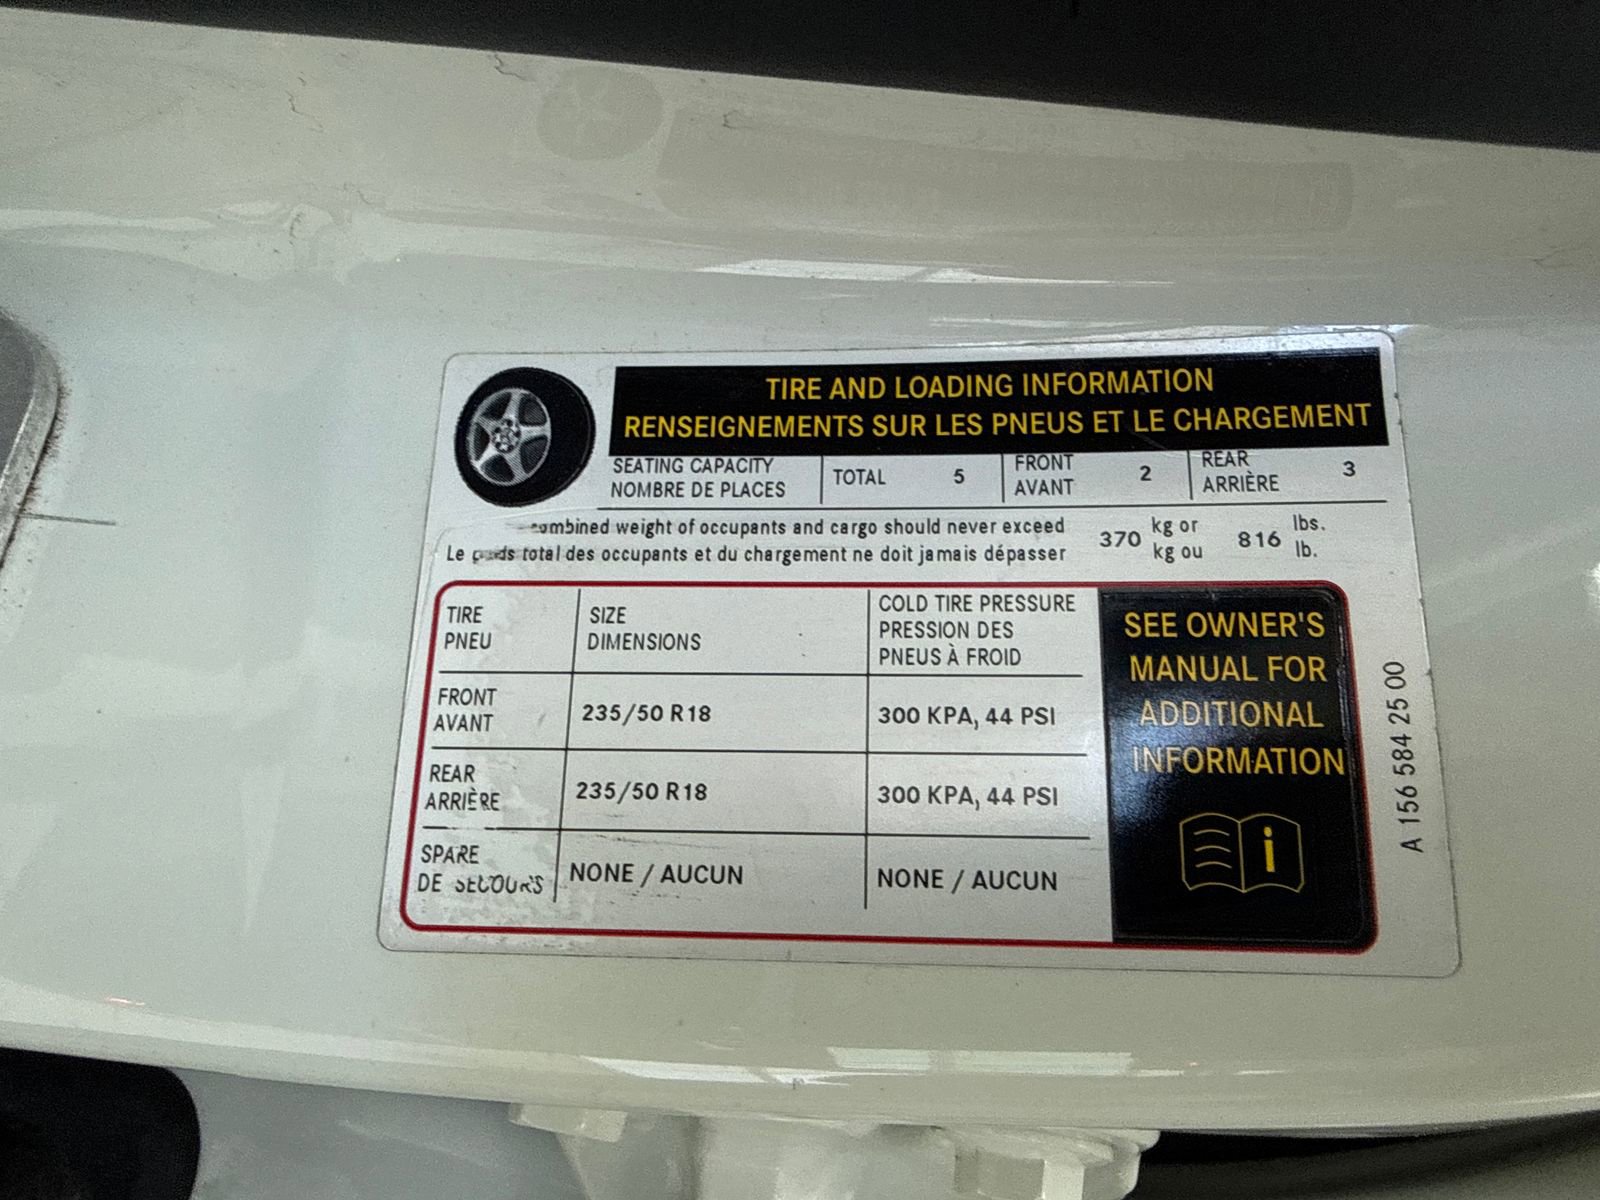 TIRE AND LOADING INFORMATION
RENSEIGNEMENTS SUR LES PNEUS ET LE CHARGEMENT
SEATING CAPACITY
NOMBRE DE PLACES
TOTAL 5
FRONT
AVANT
2
REAR
ARRIÈRE
3
combined weight of occupants and cargo should never exceed
Le poids total des occupants et du chargement ne doit jamais dépasser
370 kg or
kg ou
816 lbs.
lb.
TIRE
PNEU
SIZE
DIMENSIONS
COLD TIRE PRESSURE
PRESSION DES
PNEUS À FROID
FRONT
AVANT
235/50 R18
300 KPA, 44 PSI
REAR
ARRIÈRE
235/50 R18
300 KPA, 44 PSI
SPARE
DE SECOURS
NONE / AUCUN
NONE / AUCUN
SEE OWNER'S
MANUAL FOR
ADDITIONAL
INFORMATION
i
A 156 584 25 00